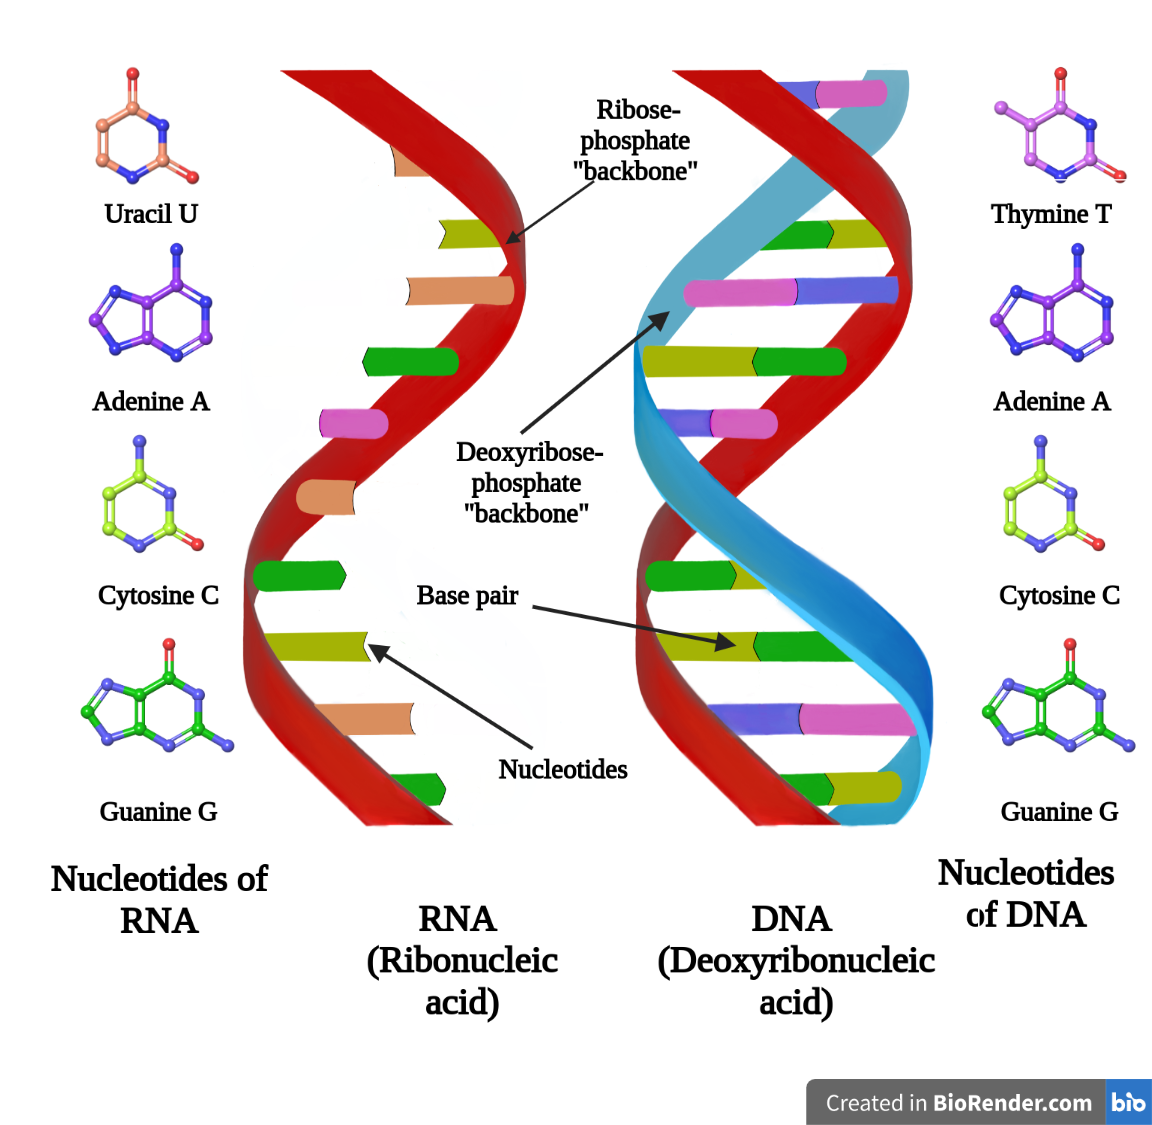 Ribose-
phosphate
"backbone"
Uracil U
Thymine T
Adenine A
Adenine A
Deoxyribose-
phosphate
"backbone"
Cytosine C
Base pair
Cytosine C
Nucleotides
Guanine G
Guanine G
Nucleotides of
RNA
RNA
(Ribonucleic
acid)
DNA
(Deoxyribonucleic
acid)
Nucleotides
of DNA
Created in BioRender.com bio